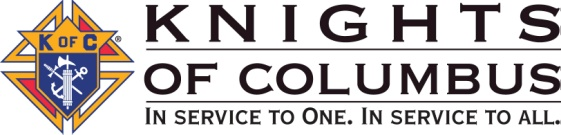 K OF C ®
KNIGHTS
OF COLUMBUS
IN SERVICE TO ONE. IN SERVICE TO ALL.